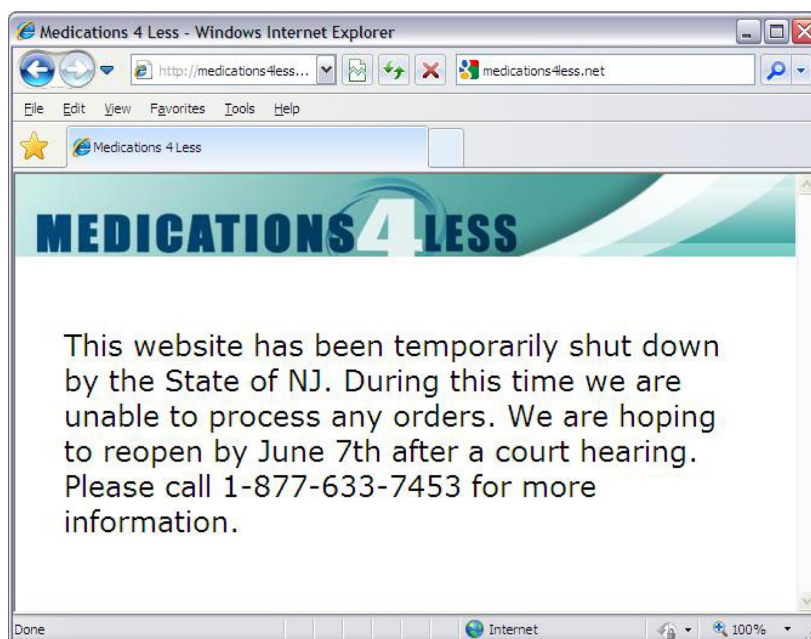 Medications 4 Less - Windows Internet Explorer
http://medications4less... medications4less.net
File Edit View Favorites Tools Help
Medications 4 Less
MEDICATIONS4LESS
This website has been temporarily shut down
by the State of NJ. During this time we are
unable to process any orders. We are hoping
to reopen by June 7th after a court hearing.
Please call 1-877-633-7453 for more
information.
Done Internet 100%